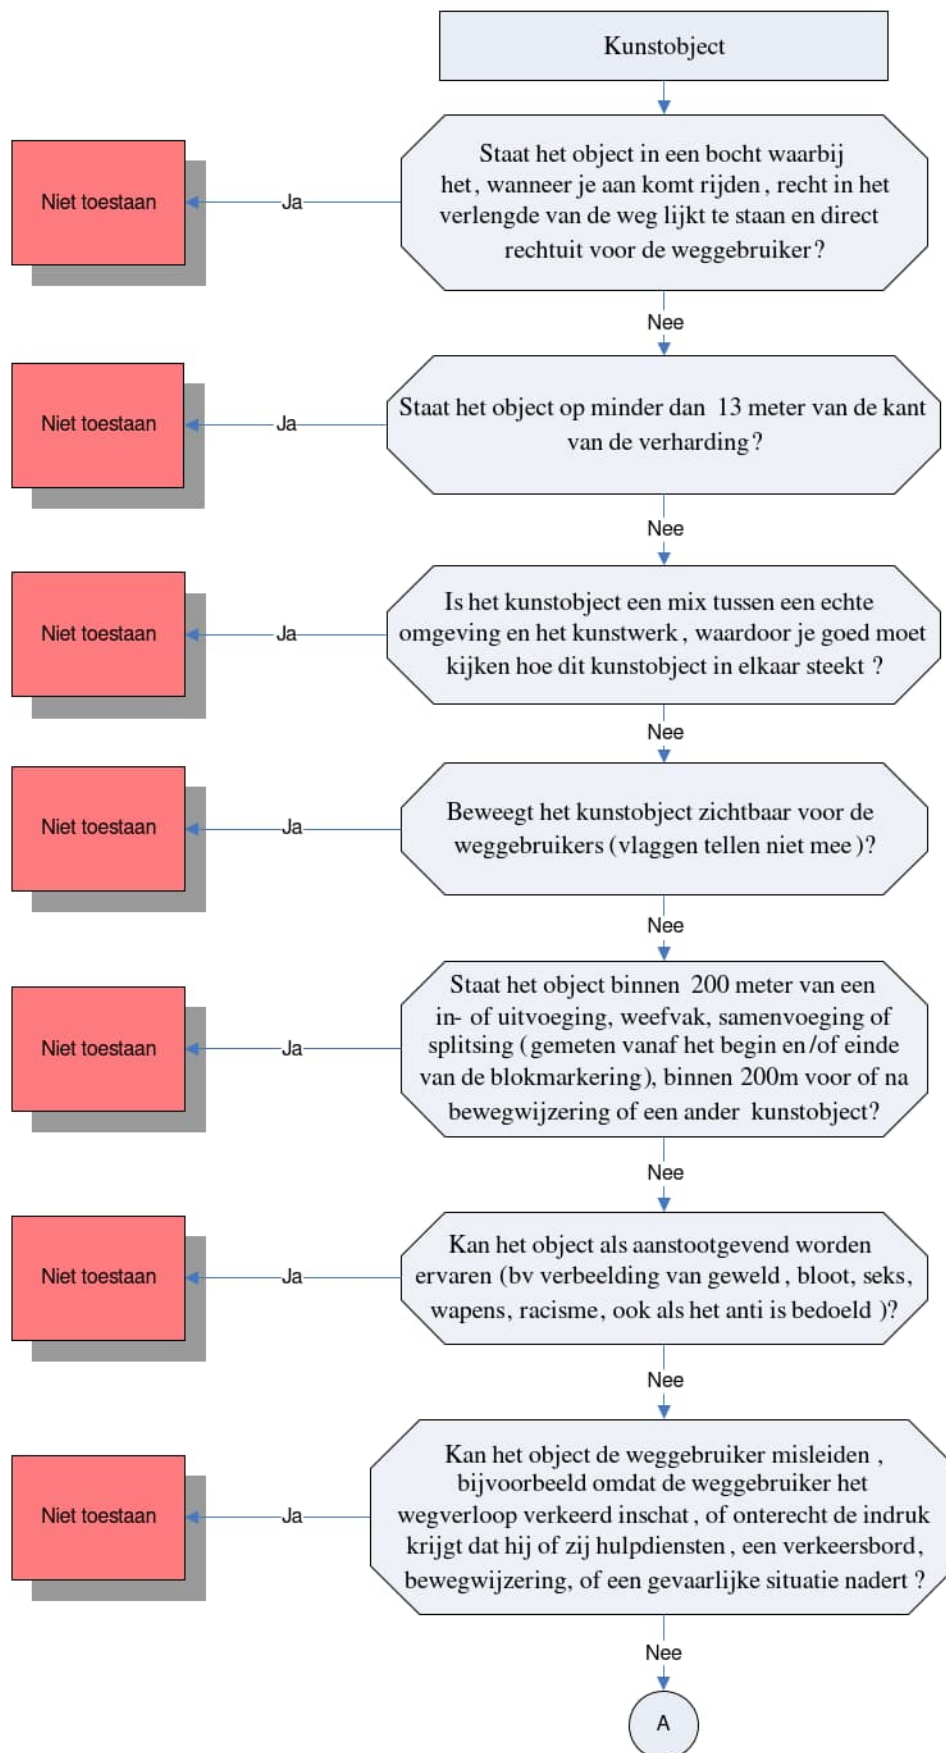 Kunstobject
Staat het object in een bocht waarbij
het, wanneer je aan komt rijden, recht in het
verlengde van de weg lijkt te staan en direct
rechtuit voor de weggebruiker?
Ja
Niet toestaan
Nee
Staat het object op minder dan 13 meter van de kant
van de verharding?
Ja
Niet toestaan
Nee
Is het kunstobject een mix tussen een echte
omgeving en het kunstwerk, waardoor je goed moet
kijken hoe dit kunstobject in elkaar steekt ?
Ja
Niet toestaan
Nee
Beweegt het kunstobject zichtbaar voor de
weggebruikers (vlaggen tellen niet mee)?
Ja
Niet toestaan
Nee
Staat het object binnen 200 meter van een
in- of uitvoeging, weefvak, samenvoeging of
splitsing (gemeten vanaf het begin en/of einde
van de blokmarkering), binnen 200m voor of na
bewegwijzering of een ander kunstobject?
Ja
Niet toestaan
Nee
Kan het object als aanstootgevend worden
ervaren (bv verbeelding van geweld, bloot, seks,
wapens, racisme, ook als het anti is bedoeld )?
Ja
Niet toestaan
Nee
Kan het object de weggebruiker misleiden ,
bijvoorbeeld omdat de weggebruiker het
wegverloop verkeerd inschat, of onterecht de indruk
krijgt dat hij of zij hulpdiensten, een verkeersbord,
bewegwijzering, of een gevaarlijke situatie nadert ?
Ja
Niet toestaan
Nee
A